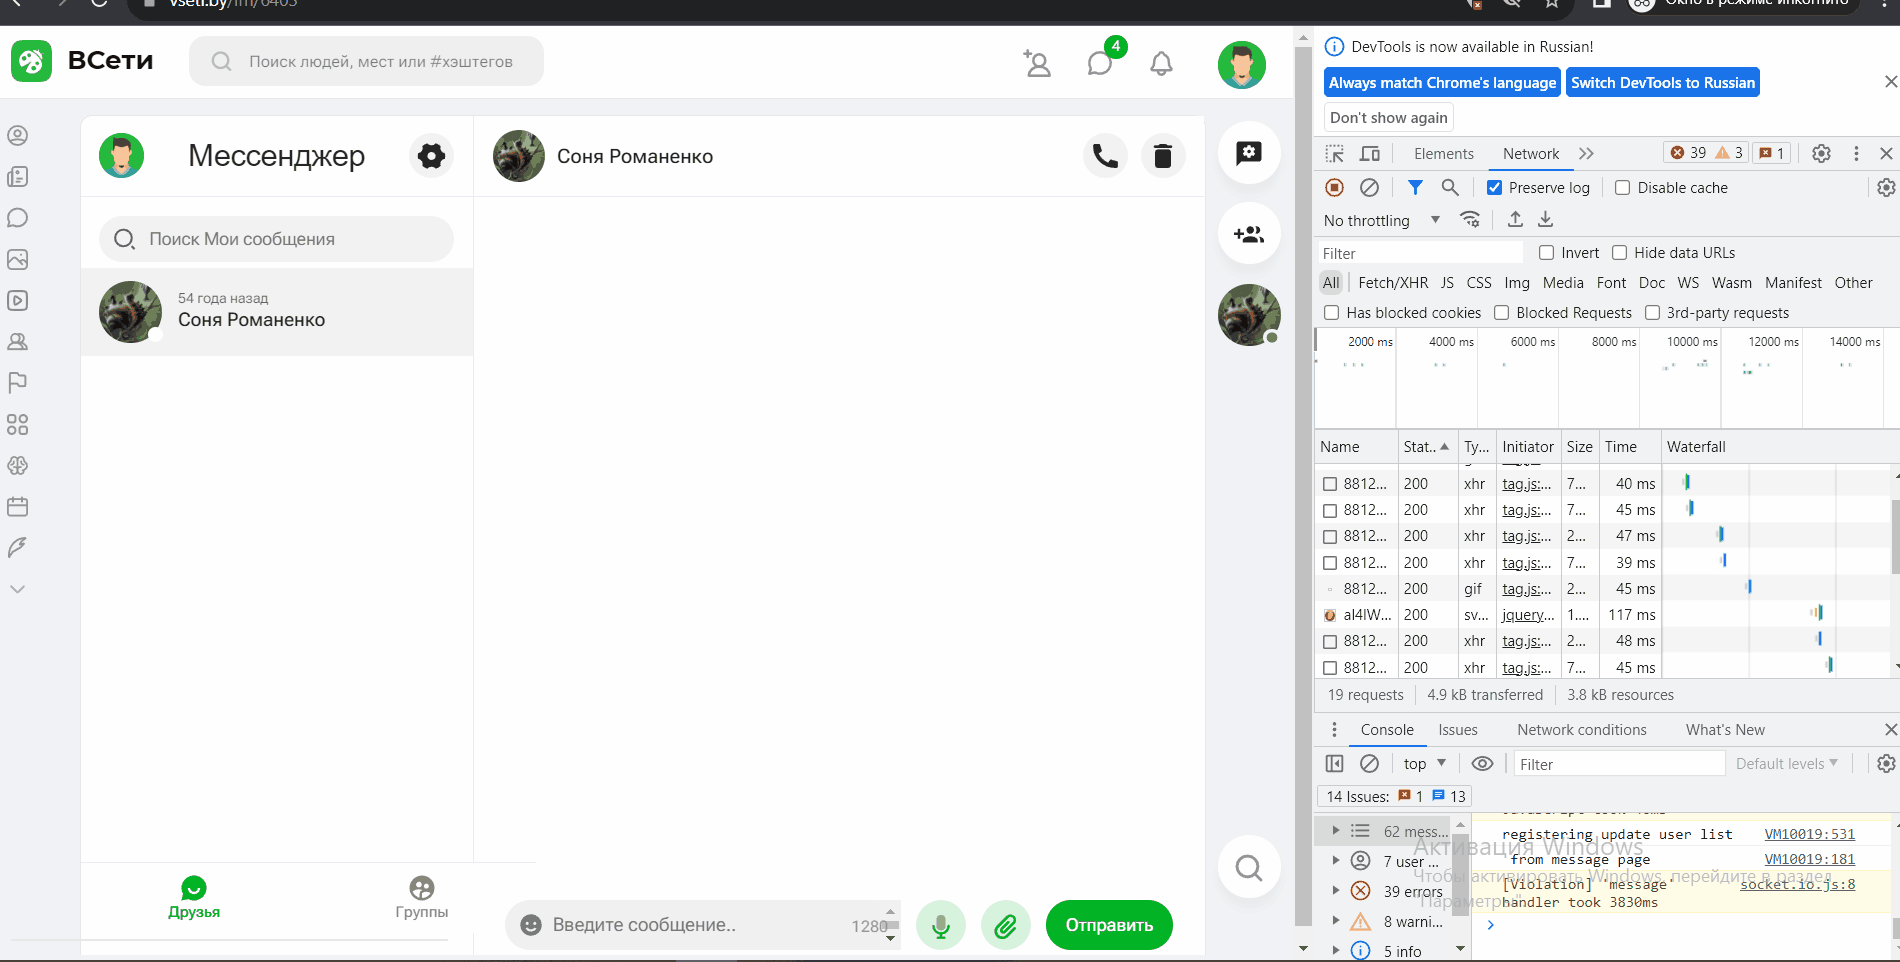 vseti.by/im/6403
Окно в режиме инкогнито
ВСети
Поиск людей, мест или #хэштегов
4
Мессенджер
Соня Романенко
Поиск Мои сообщения
54 года назад
Соня Романенко
Друзья
Группы
Введите сообщение..
1280
Отправить
DevTools is now available in Russian!
Always match Chrome's language
Switch DevTools to Russian
Don't show again
Elements
Network
39
3
1
Preserve log
Disable cache
No throttling
Filter
Invert
Hide data URLs
All
Fetch/XHR
JS
CSS
Img
Media
Font
Doc
WS
Wasm
Manifest
Other
Has blocked cookies
Blocked Requests
3rd-party requests
2000 ms
4000 ms
6000 ms
8000 ms
10000 ms
12000 ms
14000 ms
Name Stat... Ty... Initiator Size Time Waterfall
8812... 200 xhr tag.js:... 7... 40 ms
8812... 200 xhr tag.js:... 7... 45 ms
8812... 200 xhr tag.js:... 2... 47 ms
8812... 200 xhr tag.js:... 7... 39 ms
8812... 200 gif tag.js:... 2... 45 ms
al4lW... 200 sv... jquery... 1.... 117 ms
8812... 200 xhr tag.js:... 2... 48 ms
8812... 200 xhr tag.js:... 7... 45 ms
19 requests
4.9 kB transferred
3.8 kB resources
Console
Issues
Network conditions
What's New
top
Filter
Default levels
14 Issues:
1
13
62 mess...
7 user ...
39 errors
8 warni...
5 info
registering update user list VM10019:531
from message page VM10019:181
[Violation] 'message' socket.io.js:8
handler took 3830ms
Активация Windows
Чтобы активировать Windows, перейдите в раздел
"Параметры".